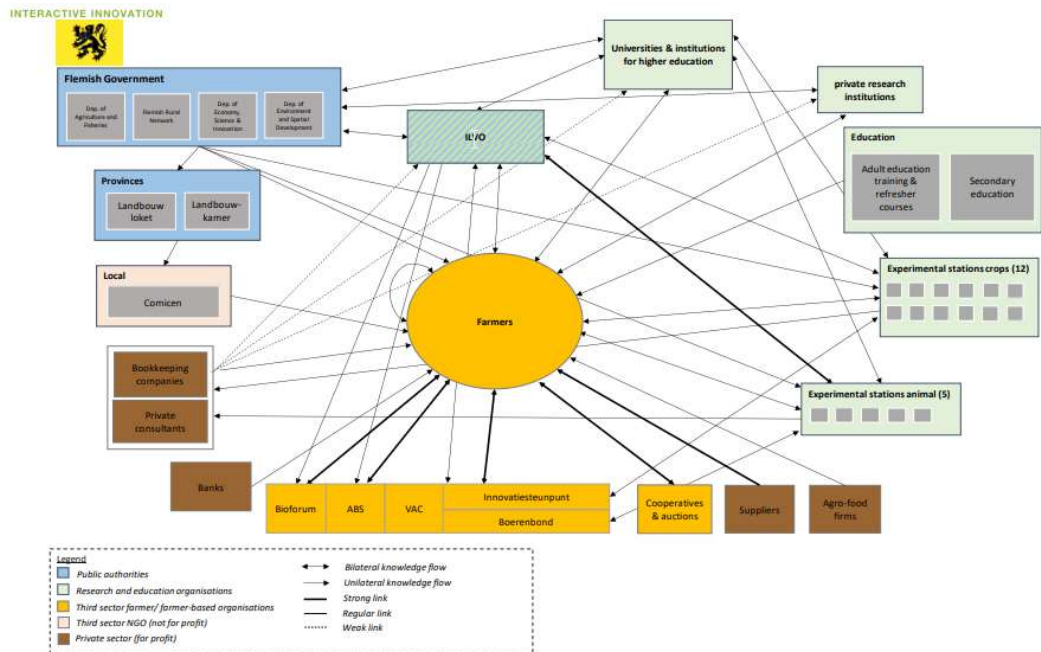 INTERACTIVE INNOVATION
Flemish Government
Dep. of
Agriculture and
Fisheries
Flemish Rural
Network
Dep. of
Economy,
Science &
Innovation
Dep. of
Environment
and Spatial
Development
Universities & institutions
for higher education
private research
institutions
ILVO
Education
Adult education
training &
refresher
courses
Secondary
education
Provinces
Landbouw
loket
Landbouw-
kamer
Local
Comicen
Experimental stations crops (12)
Farmers
Bookkeeping
companies
Private
consultants
Experimental stations animal (5)
Banks
Bioforum
ABS
VAC
Innovatiesteunpunt
Boerenbond
Cooperatives
& auctions
Suppliers
Agro-food
firms
Legend
Public authorities
Research and education organisations
Third sector farmer/ farmer-based organisations
Third sector NGO (not for profit)
Private sector (for profit)
Bilateral knowledge flow
Unilateral knowledge flow
Strong link
Regular link
Weak link